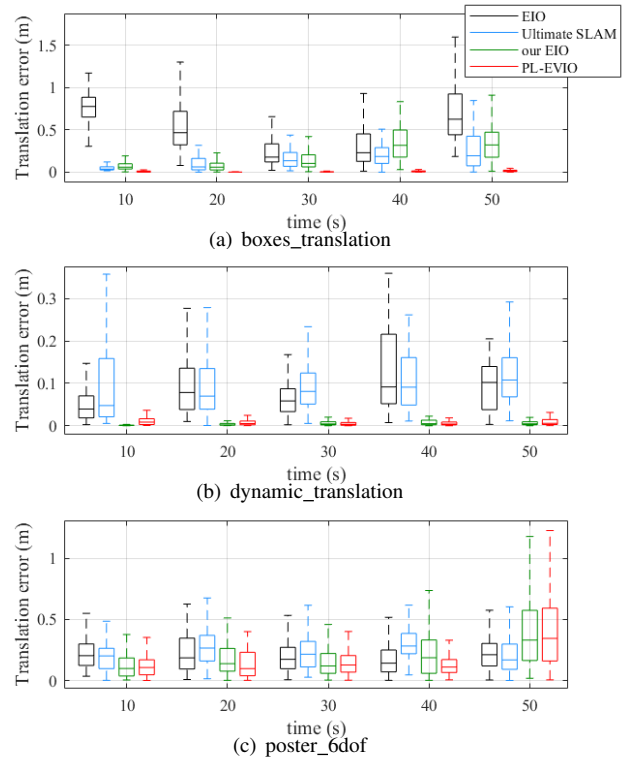 EIO
Ultimate SLAM
our EIO
PL-EVIO
Translation error (m)
1.5
1
0.5
0
10
20
30
40
50
time (s)
(a) boxes_translation
Translation error (m)
0.3
0.2
0.1
0
10
20
30
40
50
time (s)
(b) dynamic_translation
Translation error (m)
1
0.5
0
10
20
30
40
50
time (s)
(c) poster_6dof